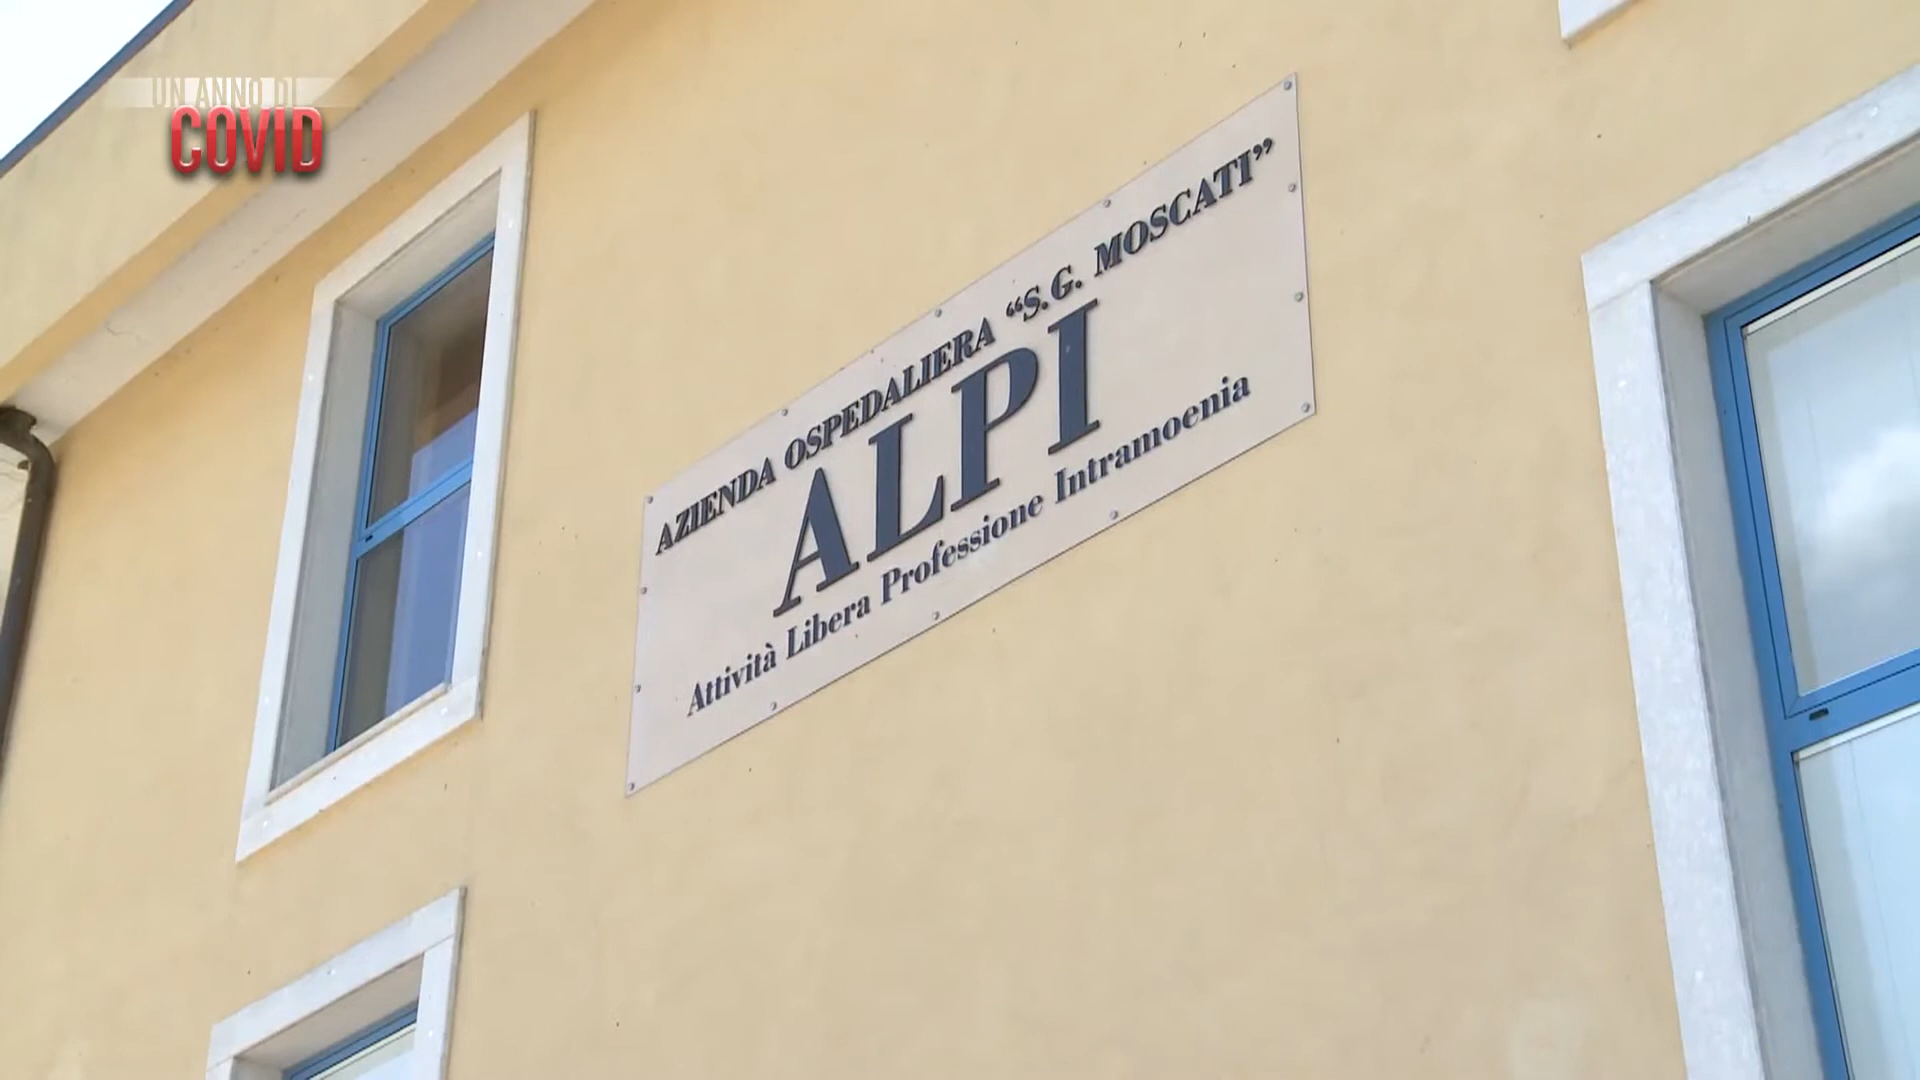 UN ANNO DI
COVID
AZIENDA OSPEDALIERA “S.G. MOSCATI”
ALPI
Attività Libera Professione Intramoenia